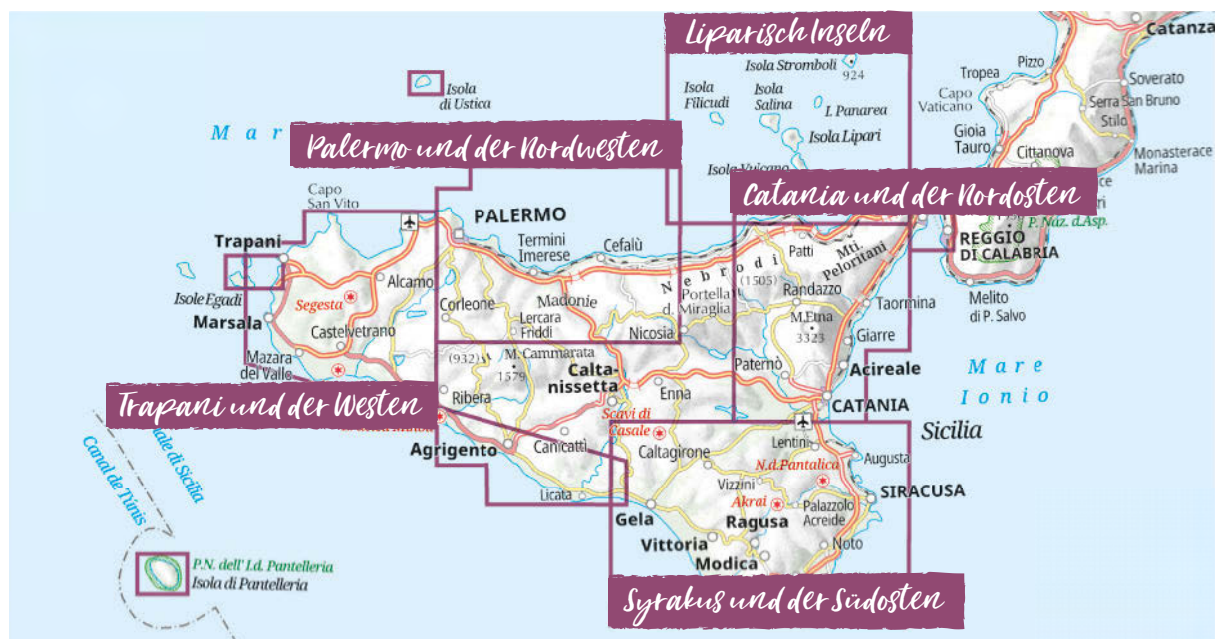 Liparisch Inseln
Catanza
Isola Stromboli
924
Pizzo
Tropea
Soverato
Capo
Vaticano
Isola
Filicudi
Isola
Salina
I. Panarea
Serra San Bruno
Stilo
Isola
di Ustica
Isola Lipari
Gioia
Tauro
Cittanova
Monasterace
Marina
Mar
Palermo und der Nordwesten
Isola Vulcano
Catania und der Nordosten
ce
ri
P. Naz. d.Asp.
Capo
San Vito
PALERMO
REGGIO
DI CALABRIA
Trapani
Termini
Imerese
Cefalù
Patti
Mti.
Peloritani
Nebrodi
(1505)
Isole Egadi
Alcamo
Segesta
Corleone
Madonie
d.
Portella
Miraglia
Randazzo
Taormina
Melito
di P. Salvo
Marsala
Castelvetrano
Lercara
Friddi
Nicosia
M.Etna
3323
Giarre
Mazara
del Vallo
(932)
M. Cammarata
1579
Calta-
nissetta
Paternò
Acireale
Mare
Ionio
Trapani und der Westen
Ribera
Enna
CATANIA
Scavi di
Casale
Sicilia
Agrigento
Canicattì
Caltagirone
Lentini
Augusta
N.d.Pantalica
nale di Sicilia
Canal de Tùnis
Licata
Vizzini
SIRACUSA
Gela
Akrai
Palazzolo
Acreide
Ragusa
Vittoria
Noto
Modica
P.N. dell' I.d. Pantelleria
Isola di Pantelleria
Syrakus und der Südosten